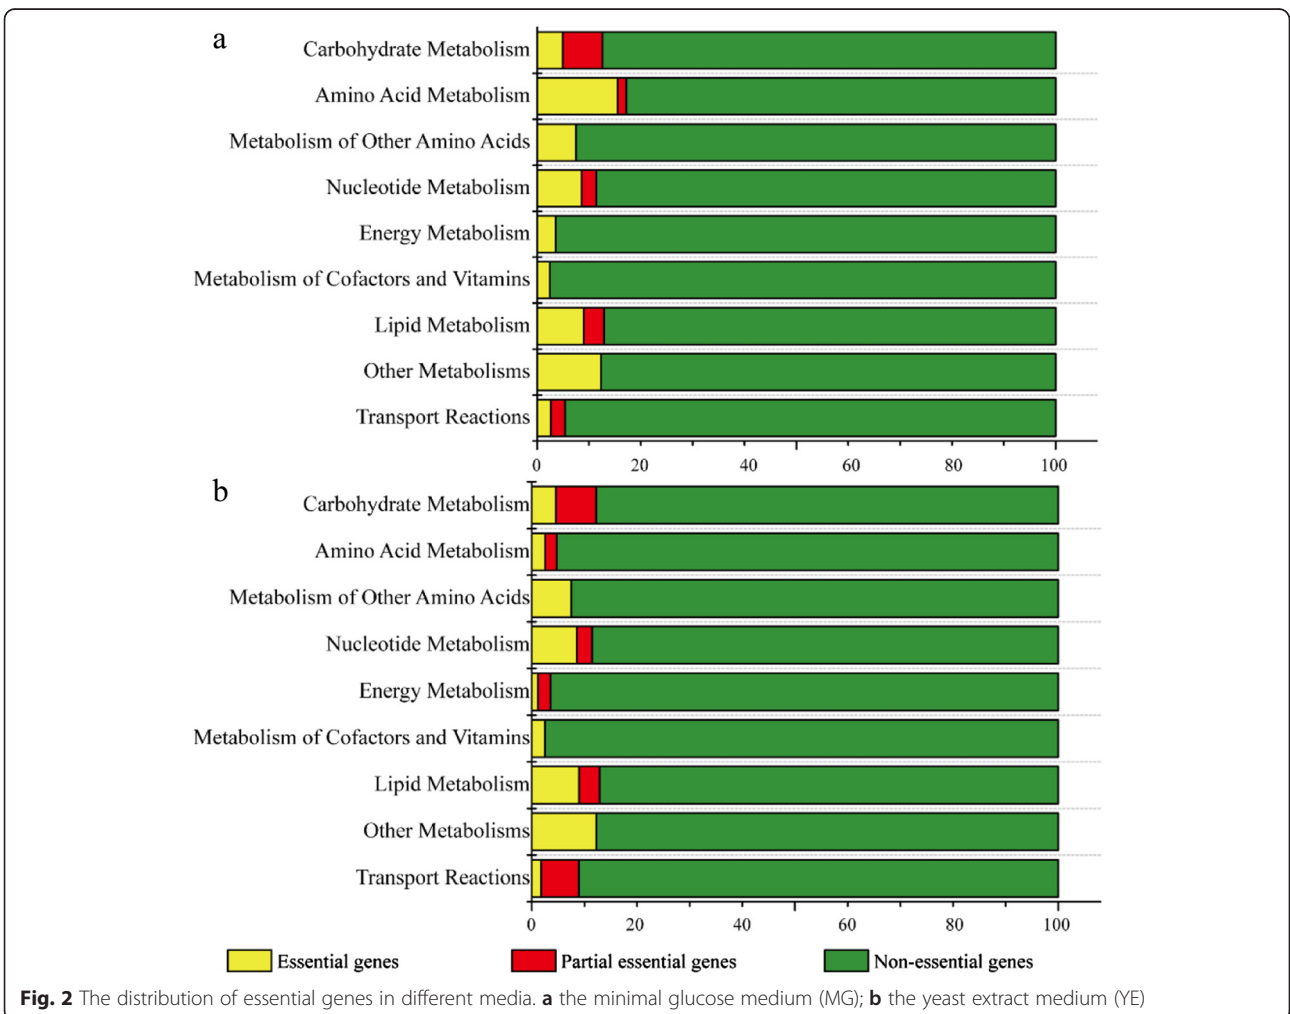 a
Carbohydrate Metabolism
Amino Acid Metabolism
Metabolism of Other Amino Acids
Nucleotide Metabolism
Energy Metabolism
Metabolism of Cofactors and Vitamins
Lipid Metabolism
Other Metabolisms
Transport Reactions
0 20 40 60 80 100
b
Carbohydrate Metabolism
Amino Acid Metabolism
Metabolism of Other Amino Acids
Nucleotide Metabolism
Energy Metabolism
Metabolism of Cofactors and Vitamins
Lipid Metabolism
Other Metabolisms
Transport Reactions
0 20 40 60 80 100
Essential genes Partial essential genes Non-essential genes
Fig. 2 The distribution of essential genes in different media. a the minimal glucose medium (MG); b the yeast extract medium (YE)